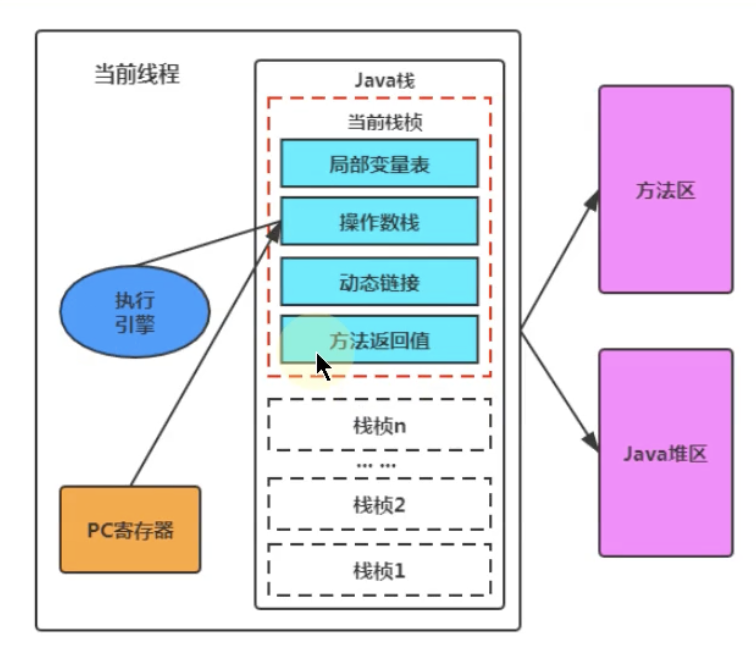 当前线程
Java栈
当前栈桢
局部变量表
操作数栈
动态链接
方法返回值
执行
引擎
PC寄存器
栈桢n
... ...
栈桢2
栈桢1
方法区
Java堆区